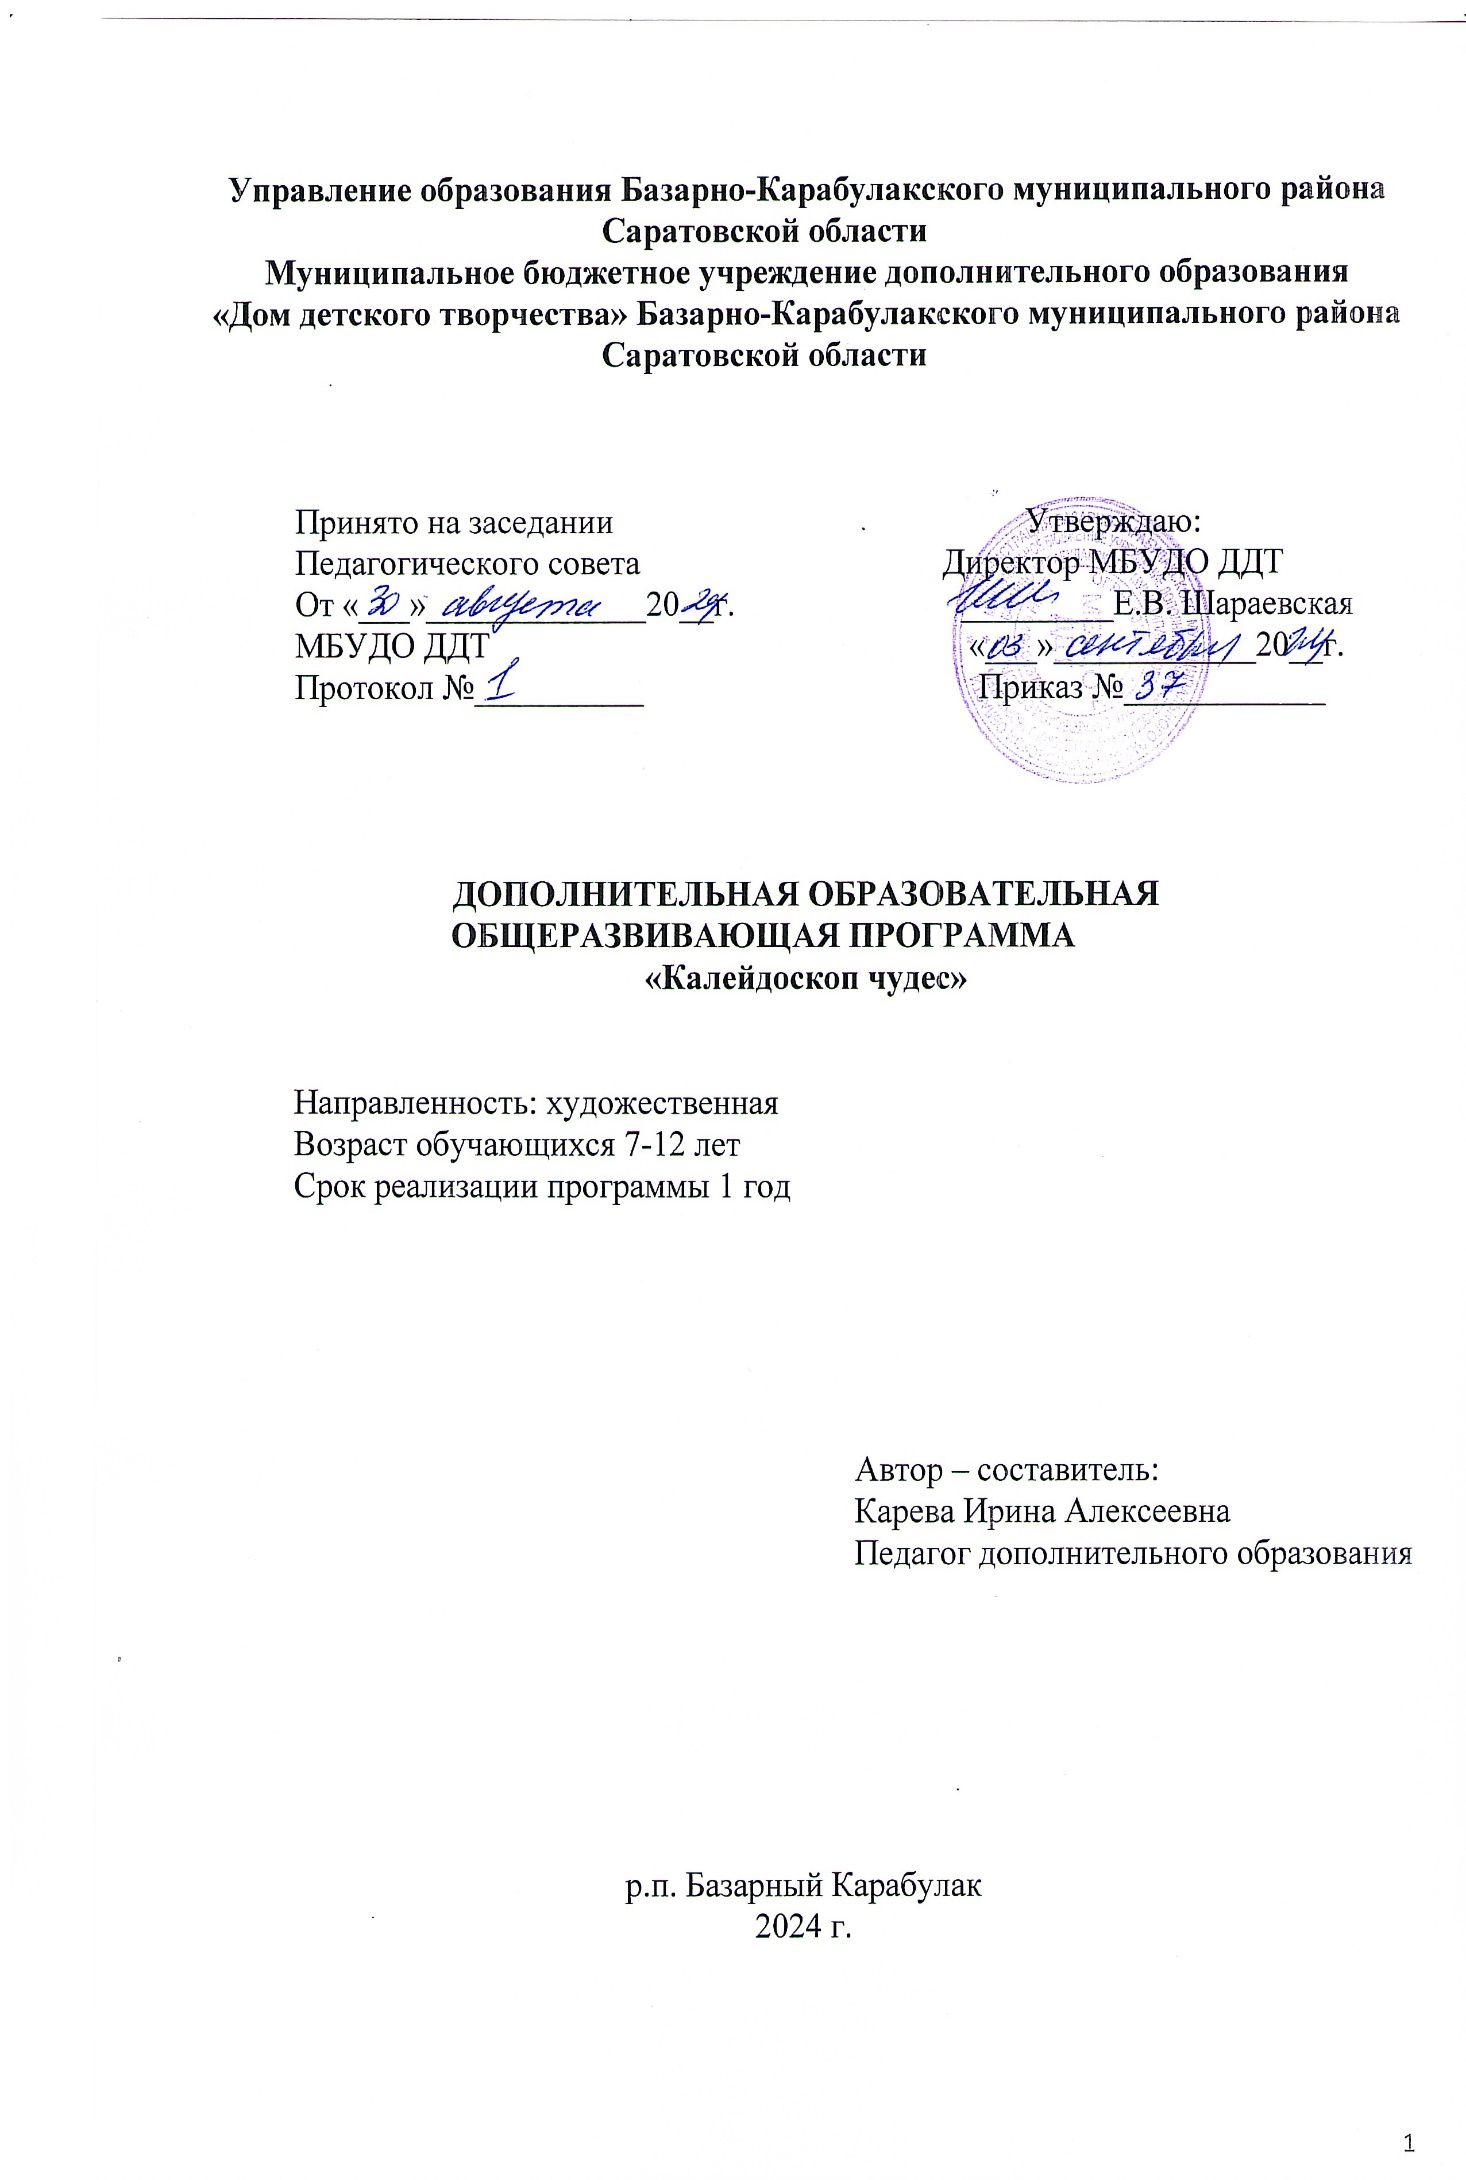 Управление образования Базарно-Карабулакского муниципального района
Саратовской области
Муниципальное бюджетное учреждение дополнительного образования
«Дом детского творчества» Базарно-Карабулакского муниципального района
Саратовской области
Принято на заседании
Педагогического совета
От «30» августа 2024г.
МБУДО ДДТ
Протокол № 1
Утверждаю:
Директор МБУДО ДДТ
Е.В. Шараевская
«03» сентября 2024г.
Приказ № 37
ДОПОЛНИТЕЛЬНАЯ ОБРАЗОВАТЕЛЬНАЯ
ОБЩЕРАЗВИВАЮЩАЯ ПРОГРАММА
«Калейдоскоп чудес»
Направленность: художественная
Возраст обучающихся 7-12 лет
Срок реализации программы 1 год
Автор – составитель:
Карева Ирина Алексеевна
Педагог дополнительного образования
р.п. Базарный Карабулак
2024 г.
1